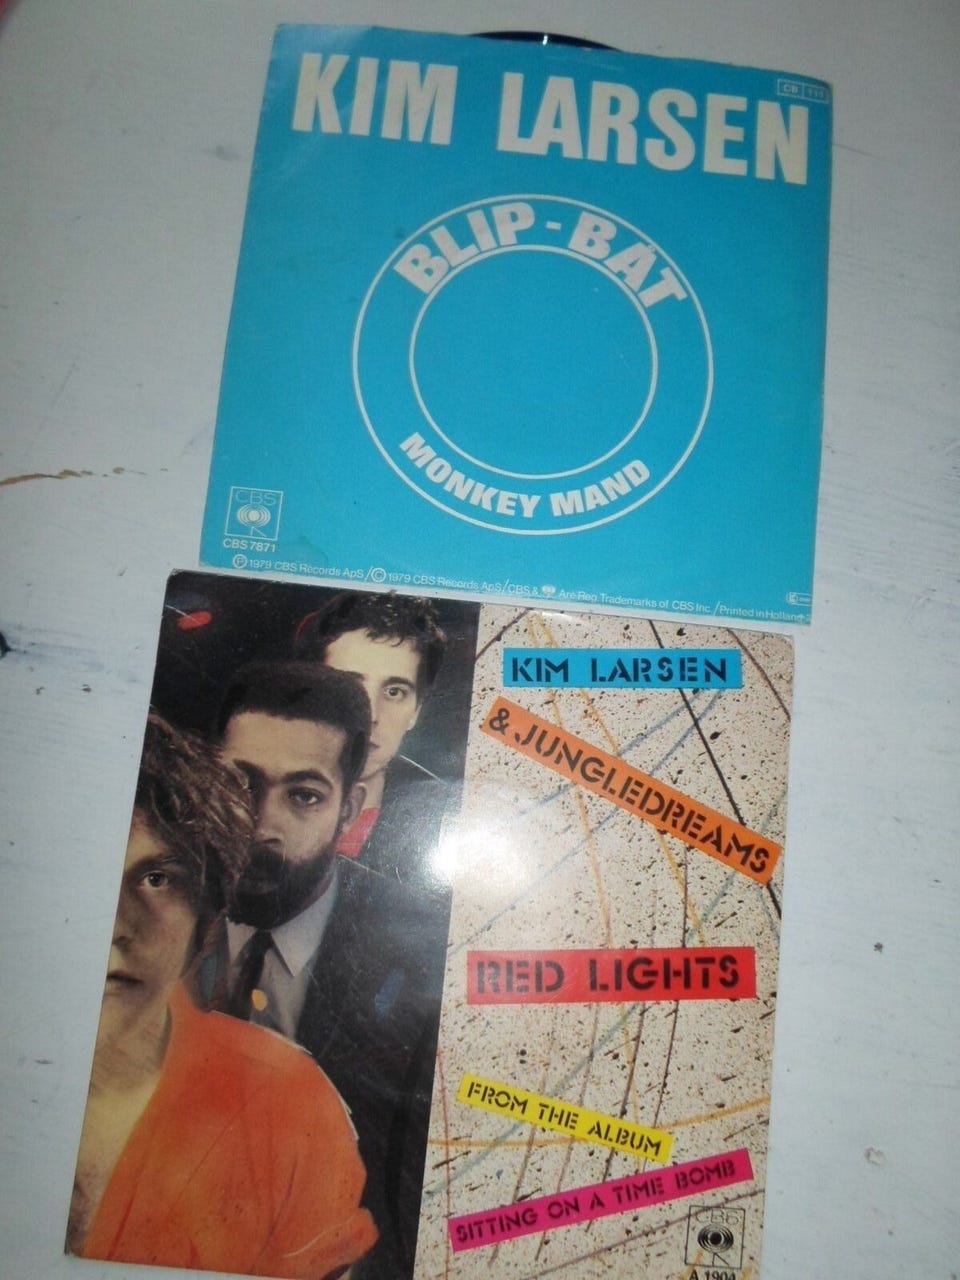 KIM LARSEN
CB 111
BLIP-BÅT
MONKEY MAND
CBS
CBS 7871
Ⓟ 1979 CBS Records ApS/© 1979 CBS Records ApS/CBS & Are Reg. Trademarks of CBS Inc./Printed in Holland
KIM LARSEN
& JUNGLEDREAMS
RED LIGHTS
FROM THE ALBUM
SITTING ON A TIME BOMB
CBS
A 1904